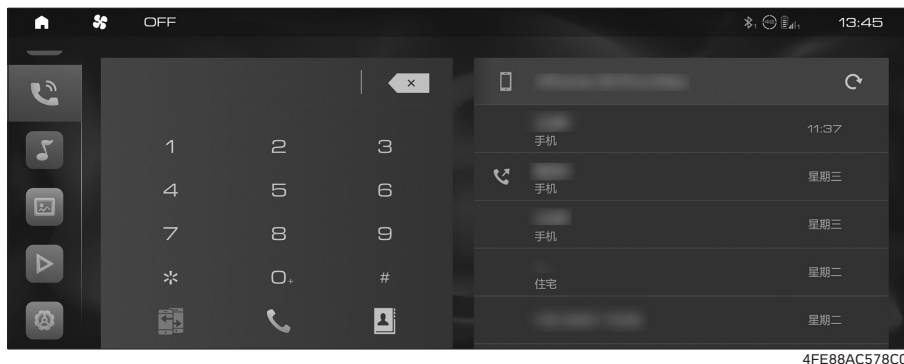 OFF
4G
13:45
1 2 3
4 5 6
7 8 9
* 0+ #
手机 11:37
手机 星期三
手机 星期三
住宅 星期二
星期二
4FE88AC578C0